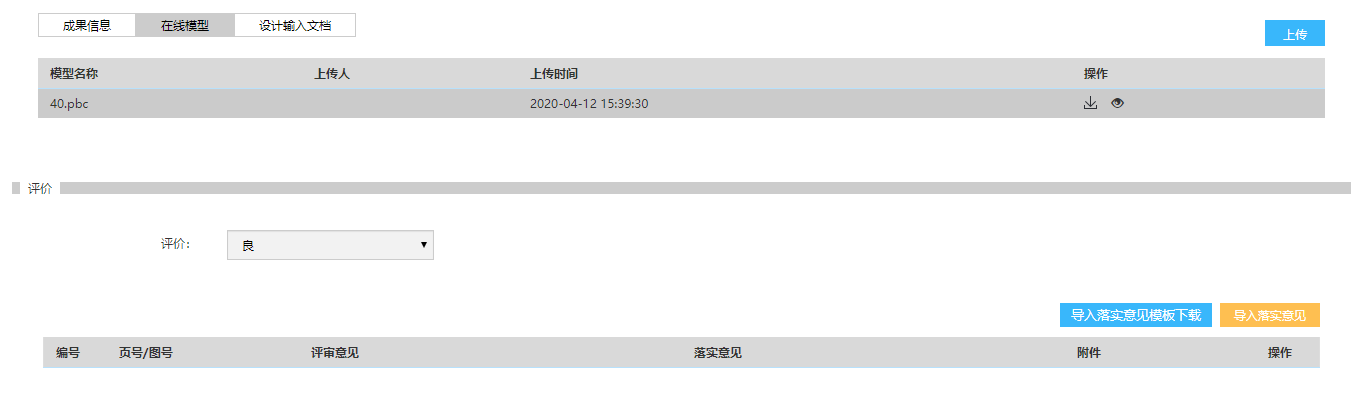 成果信息 在线模型 设计输入文档
上传
模型名称 上传人 上传时间 操作
40.pbc 2020-04-12 15:39:30
评价
评价： 良
导入落实意见模板下载 导入落实意见
编号 页号/图号 评审意见 落实意见 附件 操作